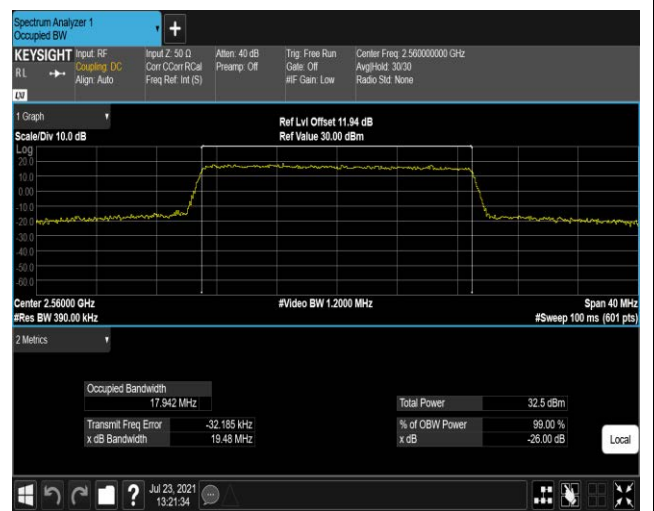 Spectrum Analyzer 1
Occupied BW
+
KEYSIGHT Input: RF Input Z: 50 Ω Atten: 40 dB Trig: Free Run Center Freq: 2.560000000 GHz
RL Coupling: DC Corr CCorr RCal Preamp: Off Gate: Off Avg|Hold: 30/30
Align: Auto Freq Ref: Int (S) #IF Gain: Low Radio Std: None
LXI
1 Graph
Ref Lvl Offset 11.94 dB
Scale/Div 10.0 dB Ref Value 30.00 dBm
Log
20.0
10.0
0.00
-10.0
-20.0
-30.0
-40.0
-50.0
-60.0
Center 2.56000 GHz #Video BW 1.2000 MHz Span 40 MHz
#Res BW 390.00 kHz #Sweep 100 ms (601 pts)
2 Metrics
Occupied Bandwidth
17.942 MHz Total Power 32.5 dBm
Transmit Freq Error -32.185 kHz % of OBW Power 99.00 %
x dB Bandwidth 19.48 MHz x dB -26.00 dB
Local
? Jul 23, 2021
13:21:34